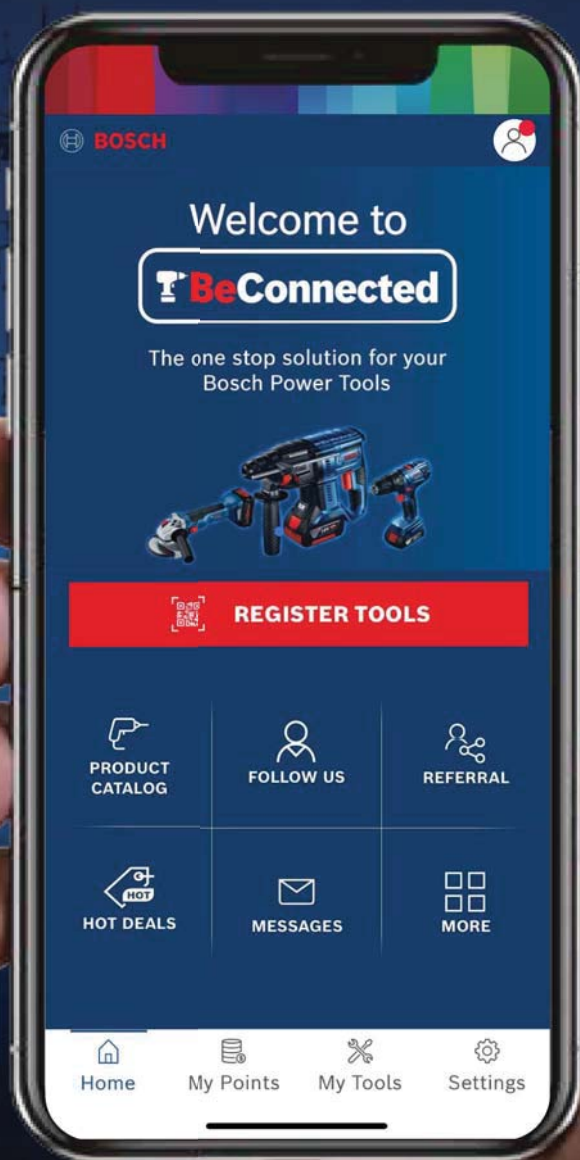 BOSCH
Welcome to
BeConnected
The one stop solution for your
Bosch Power Tools
REGISTER TOOLS
PRODUCT
CATALOG
FOLLOW US
REFERRAL
HOT
HOT DEALS
MESSAGES
MORE
Home
My Points
My Tools
Settings